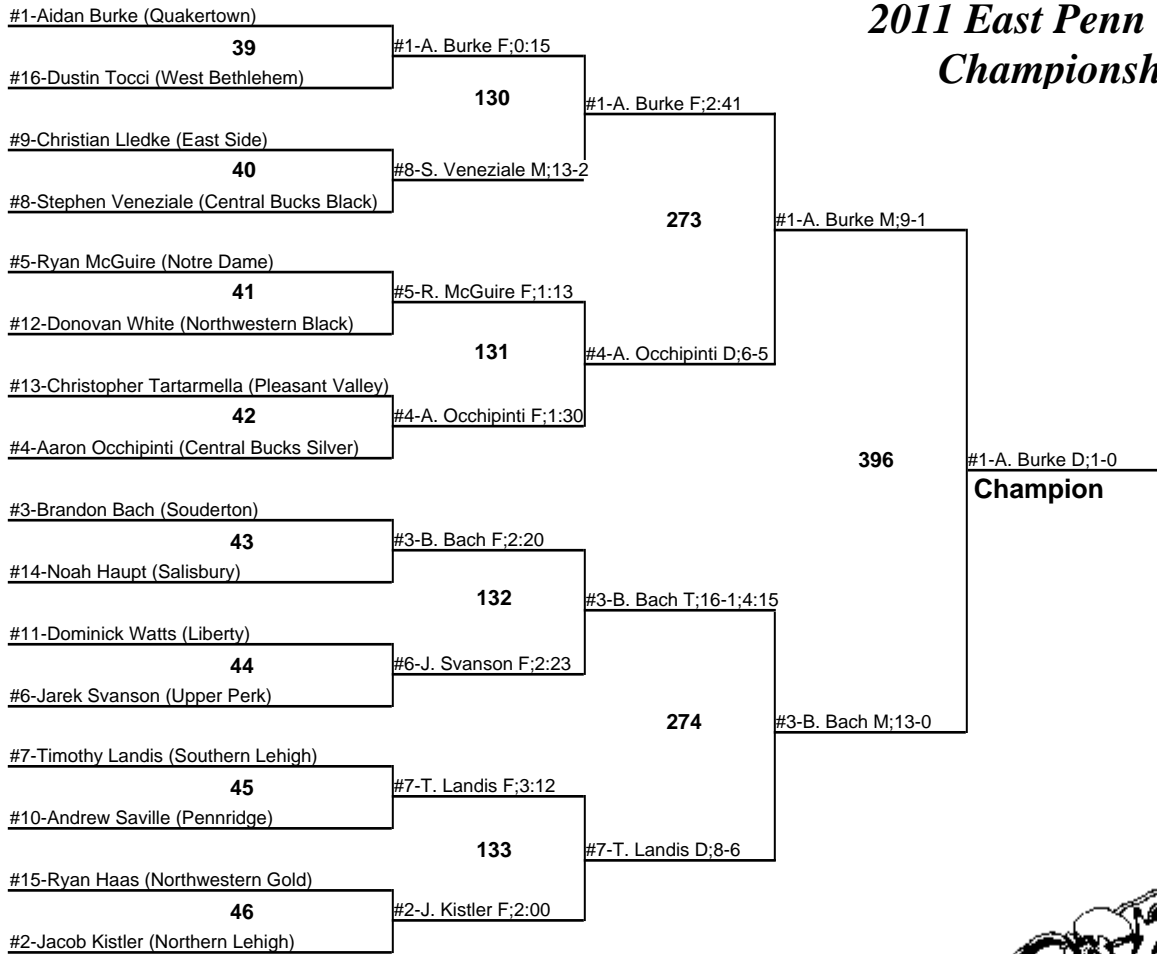 2011 East Penn
Championsh
#1-Aidan Burke (Quakertown)
39
#16-Dustin Tocci (West Bethlehem)
#9-Christian Lledke (East Side)
40
#8-Stephen Veneziale (Central Bucks Black)
#5-Ryan McGuire (Notre Dame)
41
#12-Donovan White (Northwestern Black)
#13-Christopher Tartarmella (Pleasant Valley)
42
#4-Aaron Occhipinti (Central Bucks Silver)
#3-Brandon Bach (Souderton)
43
#14-Noah Haupt (Salisbury)
#11-Dominick Watts (Liberty)
44
#6-Jarek Svanson (Upper Perk)
#7-Timothy Landis (Southern Lehigh)
45
#10-Andrew Saville (Pennridge)
#15-Ryan Haas (Northwestern Gold)
46
#2-Jacob Kistler (Northern Lehigh)
#1-A. Burke F;0:15
130
#8-S. Veneziale M;13-2
#5-R. McGuire F;1:13
131
#4-A. Occhipinti F;1:30
#3-B. Bach F;2:20
132
#6-J. Svanson F;2:23
#7-T. Landis F;3:12
133
#2-J. Kistler F;2:00
#1-A. Burke F;2:41
273
#4-A. Occhipinti D;6-5
#3-B. Bach T;16-1;4:15
274
#7-T. Landis D;8-6
#1-A. Burke M;9-1
396
#3-B. Bach M;13-0
#1-A. Burke D;1-0
Champion